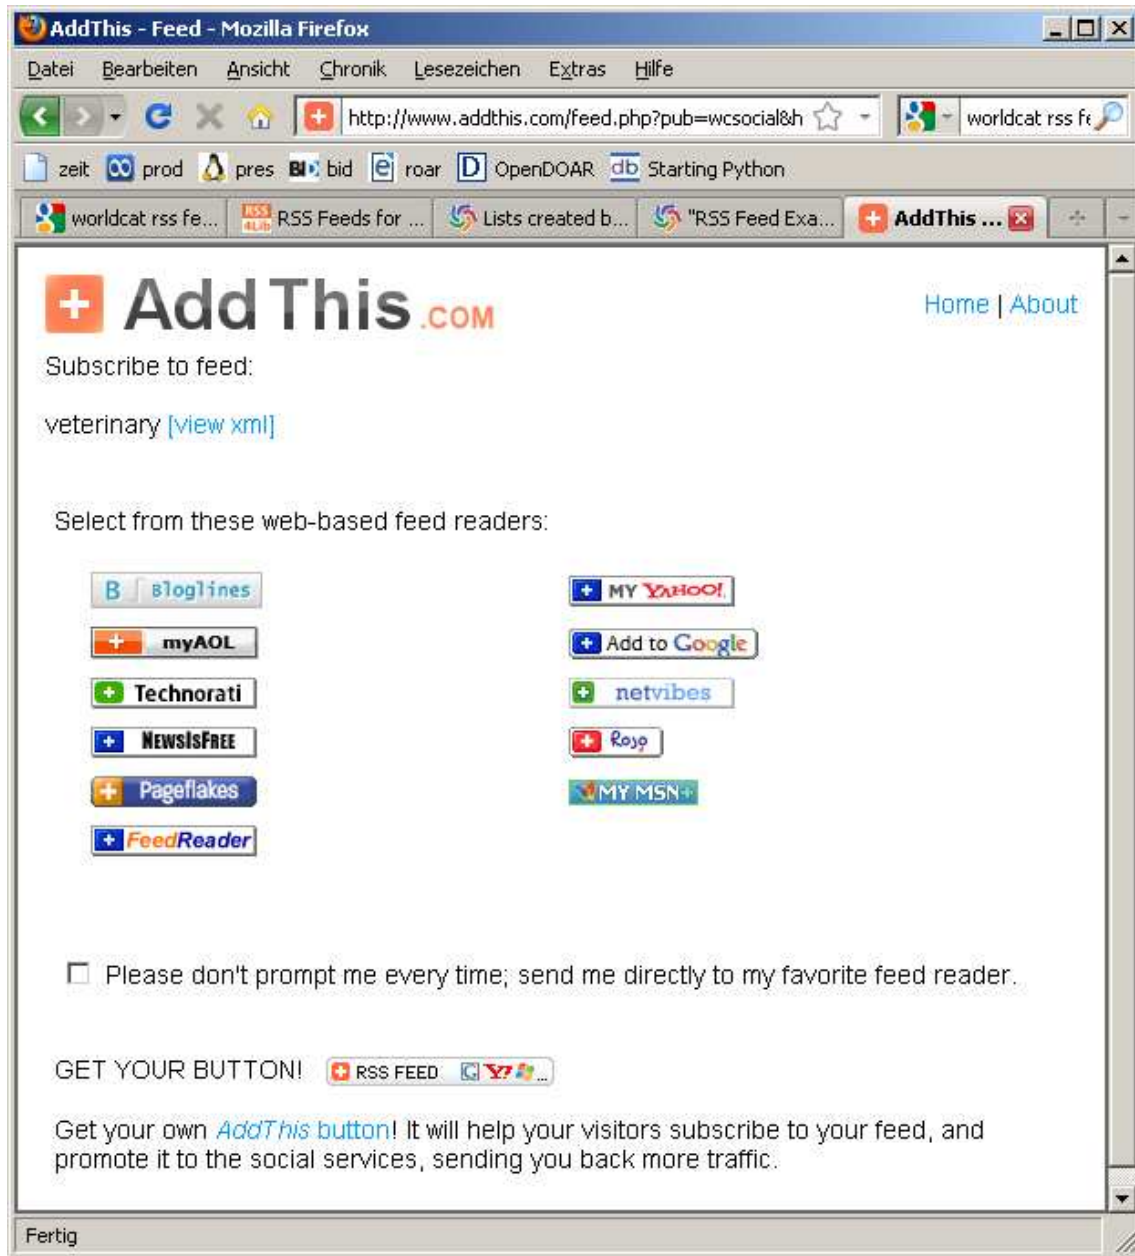 AddThis - Feed - Mozilla Firefox
Datei Bearbeiten Ansicht Chronik Lesezeichen Extras Hilfe
http://www.addthis.com/feed.php?pub=wcsocial&h worldcat rss fe
zeit prod pres BI bid e roar D OpenDOAR db Starting Python
worldcat rss fe... RSS Feeds for ... Lists created b... "RSS Feed Exa... AddThis ...
AddThis.COM
Home | About
Subscribe to feed:
veterinary [view xml]
Select from these web-based feed readers:
B Bloglines MY YAHOO!
myAOL Add to Google
Technorati netvibes
NEWSISFREE Rojo
Pageflakes MY MSN
FeedReader
Please don't prompt me every time; send me directly to my favorite feed reader.
GET YOUR BUTTON! RSS FEED G Y? ...
Get your own AddThis button! It will help your visitors subscribe to your feed, and
promote it to the social services, sending you back more traffic.
Fertig